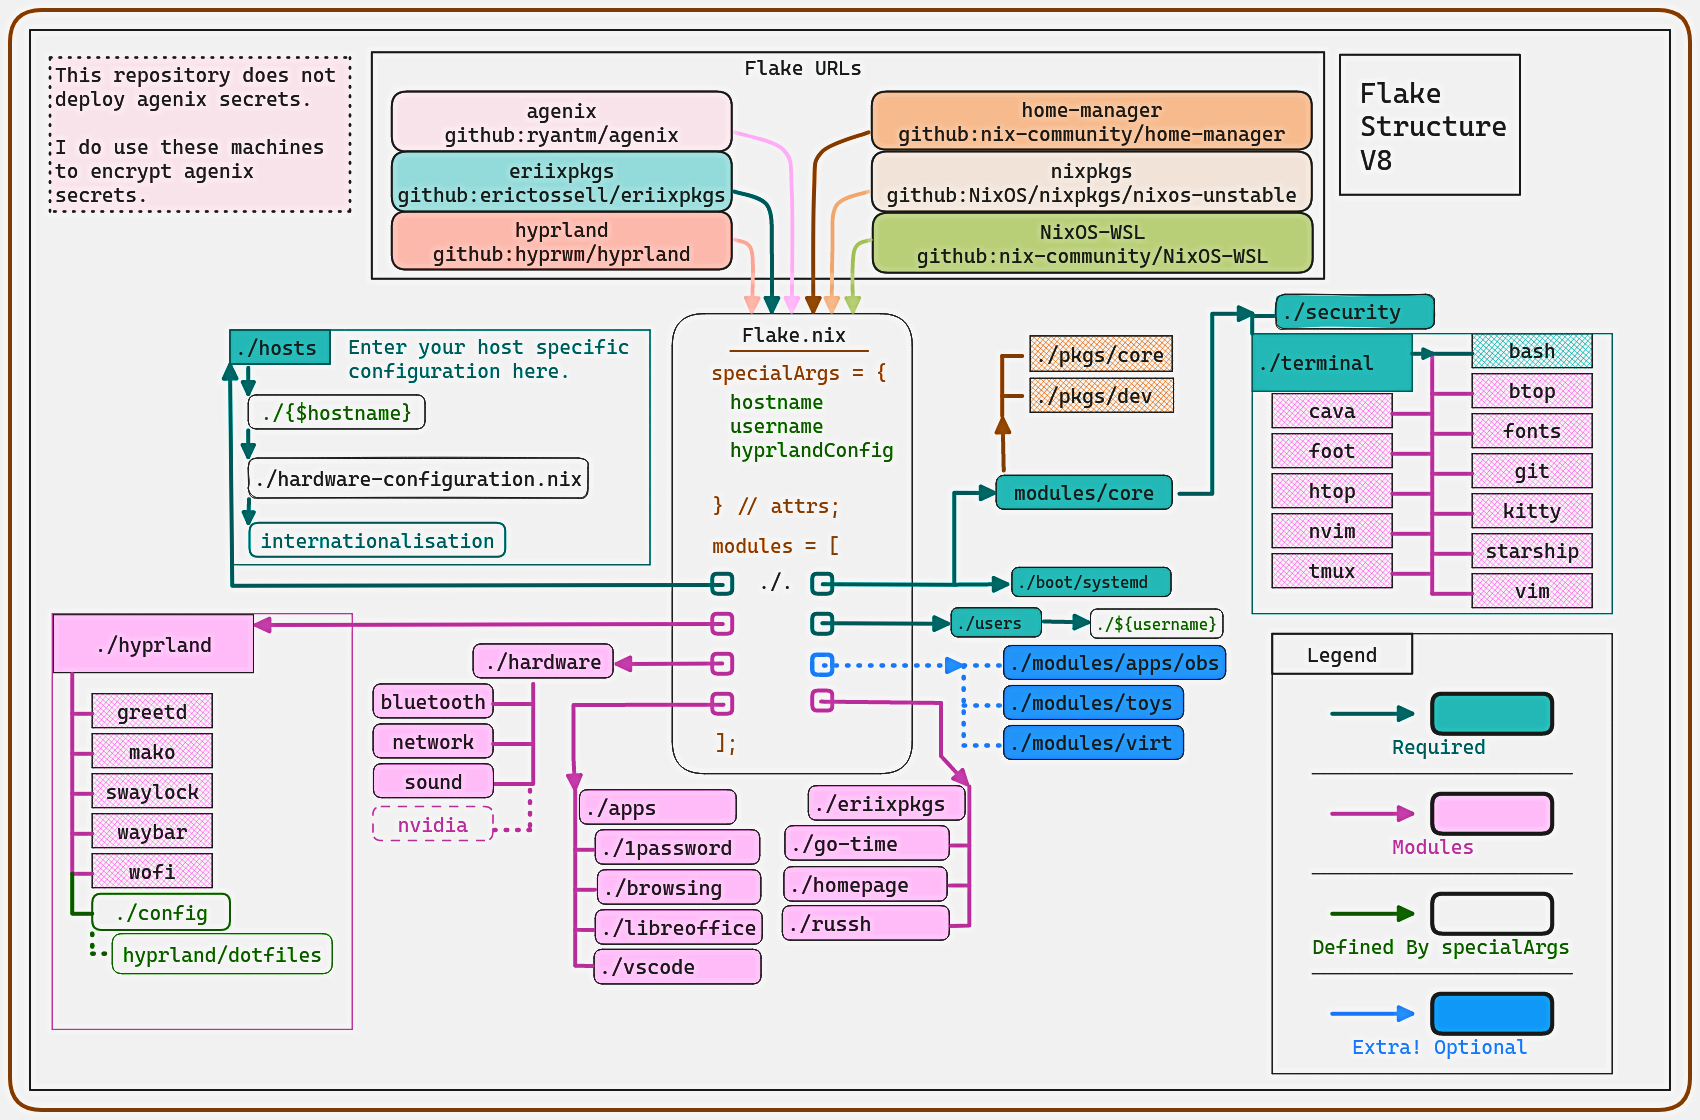 This repository does not
deploy agenix secrets.
I do use these machines
to encrypt agenix
secrets.
Flake URLs
agenix
github:ryantm/agenix
eriixpkgs
github:erictossell/eriixpkgs
hyprland
github:hyprwm/hyprland
home-manager
github:nix-community/home-manager
nixpkgs
github:NixOS/nixpkgs/nixos-unstable
NixOS-WSL
github:nix-community/NixOS-WSL
Flake
Structure
V8
./hosts
Enter your host specific
configuration here.
./{$hostname}
./hardware-configuration.nix
internationalisation
Flake.nix
specialArgs = {
hostname
username
hyprlandConfig
} // attrs;
modules = [
./.
];
./pkgs/core
./pkgs/dev
modules/core
./boot/systemd
./users
./${username}
./modules/apps/obs
./modules/toys
./modules/virt
./security
./terminal
bash
btop
cava
fonts
foot
git
htop
kitty
nvim
starship
tmux
vim
./hyprland
greetd
mako
swaylock
waybar
wofi
./config
hyprland/dotfiles
./hardware
bluetooth
network
sound
nvidia
./apps
./1password
./browsing
./libreoffice
./vscode
./eriixpkgs
./go-time
./homepage
./russh
Legend
Required
Modules
Defined By specialArgs
Extra! Optional